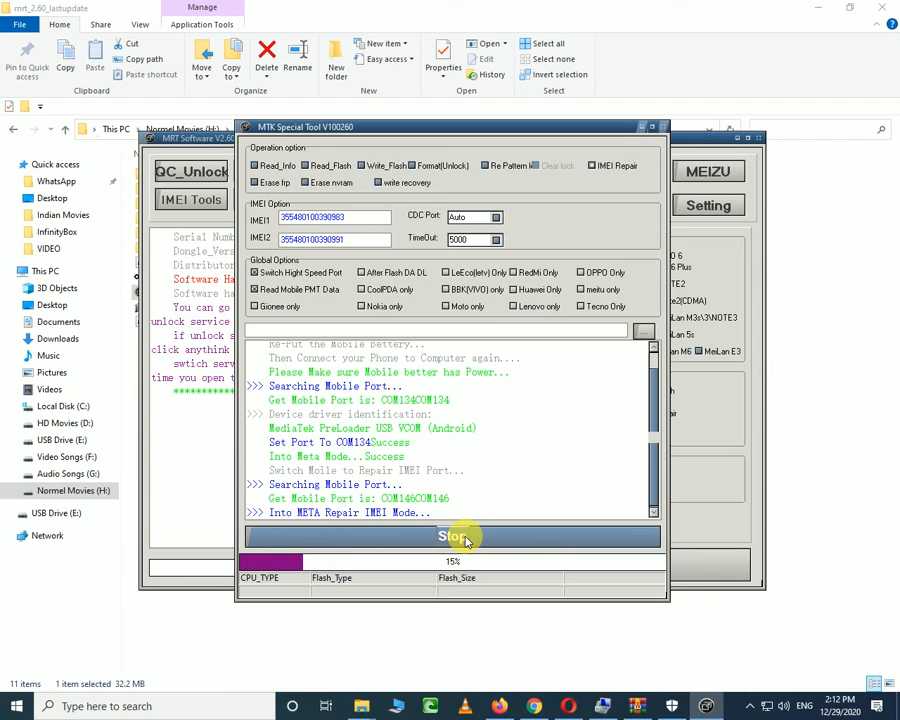 mrt_2.60_lastupdate
Manage
File
Home
Share
View
Application Tools
Pin to Quick access
Copy
Paste
Cut
Copy path
Paste shortcut
Move to
Copy to
Delete
Rename
New folder
New item
Easy access
Properties
Open
Edit
History
Select all
Select none
Invert selection
Clipboard
Organize
New
Open
Select
This PC
Normel Movies (H:)
Quick access
WhatsApp
Desktop
Indian Movies
InfinityBox
VIDEO
This PC
3D Objects
Desktop
Documents
Downloads
Music
Pictures
Videos
Local Disk (C:)
HD Movies (D:)
USB Drive (E:)
Video Songs (F:)
Audio Songs (G:)
Normel Movies (H:)
USB Drive (E:)
Network
MRT Software V2.60
QC_Unlock
IMEI Tools
Serial Numb
Dongle_Vers
Distributor
Software Ha
Software ha
You can go
unlock service
if unlock s
click anythink
swtich serv
time you open t
MTK Special Tool V100260
Operation option
Read_Info
Read_Flash
Write_Flash
Format(Unlock)
Re Pattern l
Clear lock
IMEI Repair
Erase frp
Erase nvram
write recovery
IMEI Option
IMEI1
355480100390983
CDC Port:
Auto
IMEI2
355480100390991
TimeOut:
5000
Global Options
Switch Hight Speed Port
After Flash DA DL
LeEco(letv) Only
RedMi Only
OPPO Only
Read Mobile PMT Data
CoolPDA only
BBK(VIVO) only
Huawei Only
meitu only
Gionee only
Nokia only
Moto only
Lenovo only
Tecno Only
...
Re-Put the Mobile Bettery...
Then Connect your Phone to Computer again....
Please Make sure Mobile better has Power...
>>> Searching Mobile Port...
Get Mobile Port is: COM134COM134
>>> Device driver identification:
MediaTek PreLoader USB VCOM (Android)
Set Port To COM134Success
Into Meta Mode...Success
Switch Moile to Repair IMEI Port...
>>> Searching Mobile Port...
Get Mobile Port is: COM146COM146
>>> Into META Repair IMEI Mode...
Stop
15%
CPU_TYPE
Flash_Type
Flash_Size
MEIZU
Setting
O 6
6 Plus
TE2
E2(CDMA)
iLan M3s\3\NOTE3
eiLan 5s
an M6
MeiLan E3
11 items
1 item selected
32.2 MB
Type here to search
ENG
2:12 PM
12/29/2020